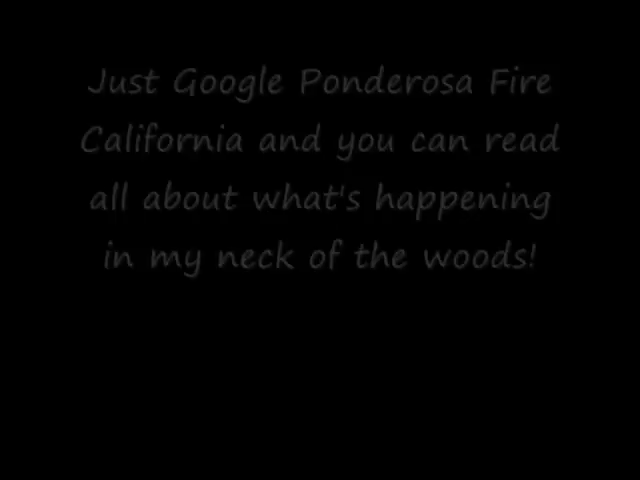 Just Google Ponderosa Fire
California and you can read
all about what's happening
in my neck of the woods!